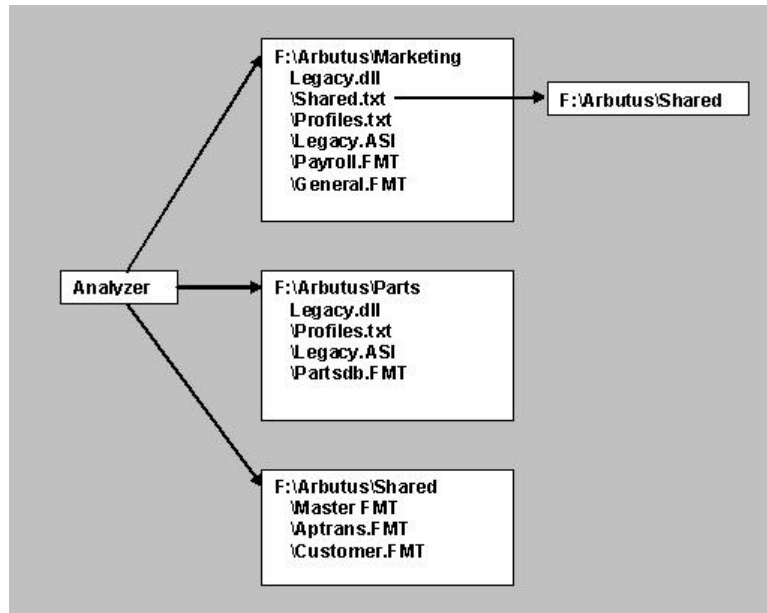 F:\Arbutus\Marketing
Legacy.dll
\Shared.txt
\Profiles.txt
\Legacy.ASI
\Payroll.FMT
\General.FMT
F:\Arbutus\Shared
Analyzer
F:\Arbutus\Parts
Legacy.dll
\Profiles.txt
\Legacy.ASI
\Partsdb.FMT
F:\Arbutus\Shared
\Master FMT
\Aptrans.FMT
\Customer.FMT